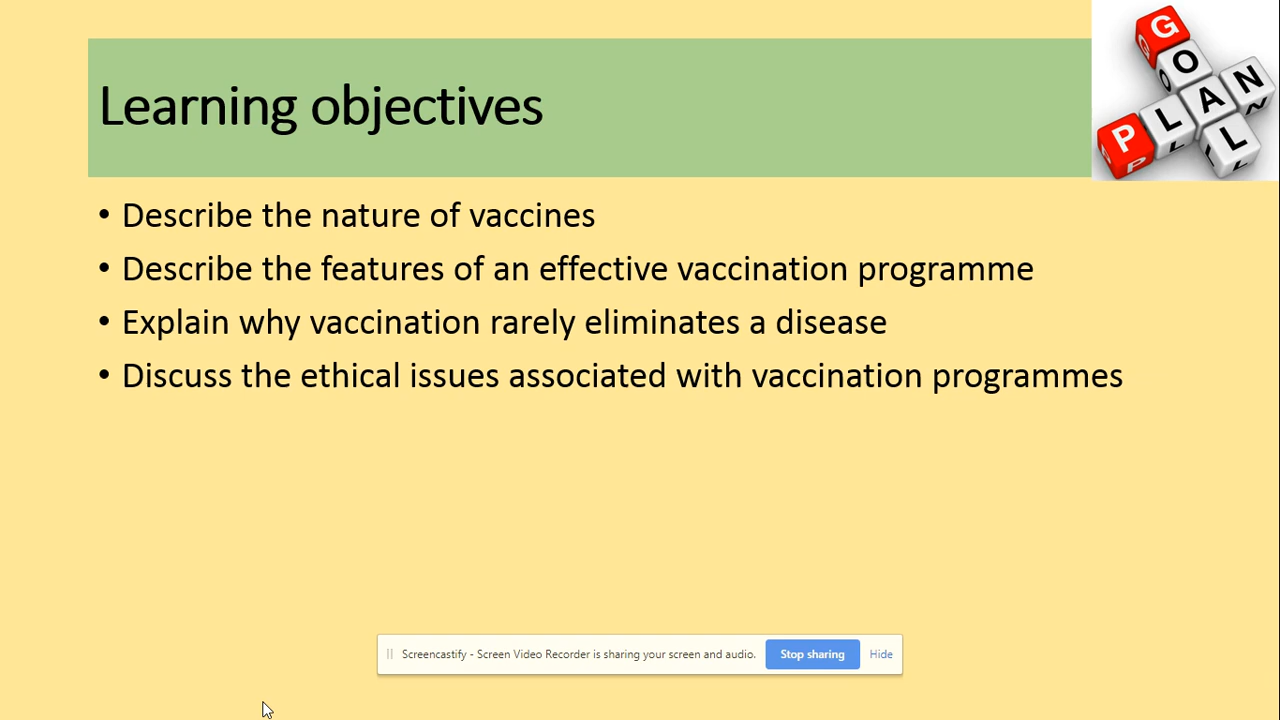 Learning objectives
GOAL
PLAN
• Describe the nature of vaccines
• Describe the features of an effective vaccination programme
• Explain why vaccination rarely eliminates a disease
• Discuss the ethical issues associated with vaccination programmes
Screencastify - Screen Video Recorder is sharing your screen and audio. Stop sharing Hide